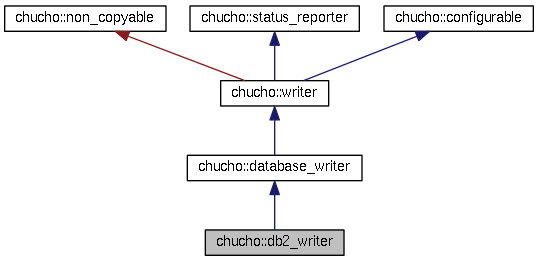 chucho::non_copyable
chucho::status_reporter
chucho::configurable
chucho::writer
chucho::database_writer
chucho::db2_writer